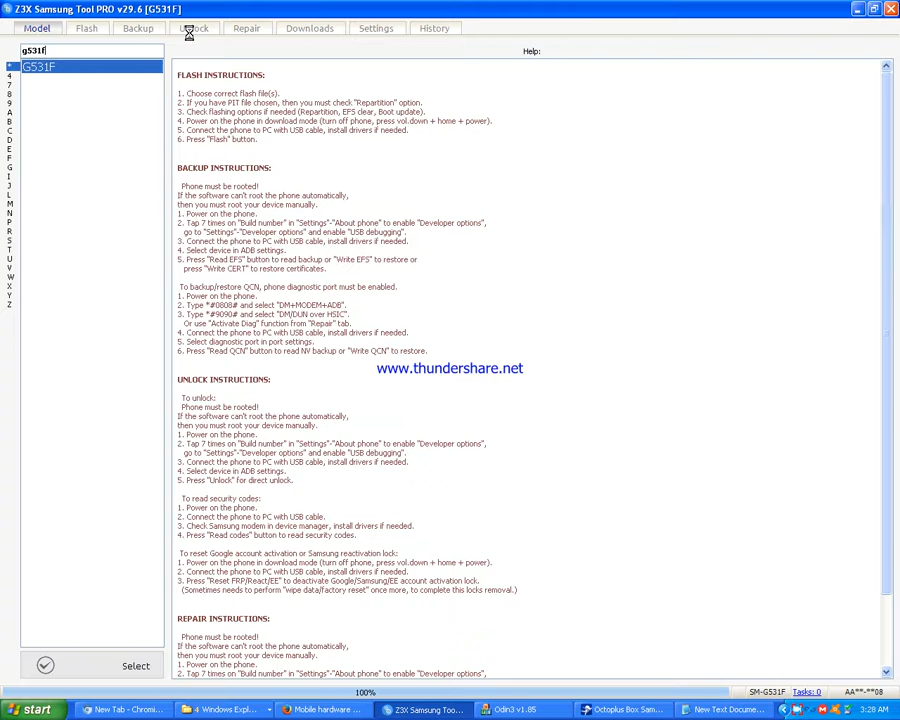 Z3X Samsung Tool PRO v29.6 [G531F]
Model Flash Backup Unlock Repair Downloads Settings History
g531f
Help:
G531F
*
4
7
8
9
A
B
C
D
E
F
G
I
J
L
M
N
P
R
S
T
U
V
W
X
Y
Z
FLASH INSTRUCTIONS:
1. Choose correct flash file(s).
2. If you have PIT file chosen, then you must check "Repartition" option.
3. Check flashing options if needed (Repartition, EFS clear, Boot update).
4. Power on the phone in download mode (turn off phone, press vol.down + home + power).
5. Connect the phone to PC with USB cable, install drivers if needed.
6. Press "Flash" button.
BACKUP INSTRUCTIONS:
Phone must be rooted!
If the software can't root the phone automatically,
then you must root your device manually.
1. Power on the phone.
2. Tap 7 times on "Build number" in "Settings"-"About phone" to enable "Developer options",
go to "Settings"-"Developer options" and enable "USB debugging".
3. Connect the phone to PC with USB cable, install drivers if needed.
4. Select device in ADB settings.
5. Press "Read EFS" button to read backup or "Write EFS" to restore or
press "Write CERT" to restore certificates.
To backup/restore QCN, phone diagnostic port must be enabled.
1. Power on the phone.
2. Type *#0808# and select "DM+MODEM+ADB".
3. Type *#9090# and select "DM/DUN over HSIC".
Or use "Activate Diag" function from "Repair" tab.
4. Connect the phone to PC with USB cable, install drivers if needed.
5. Select diagnostic port in port settings.
6. Press "Read QCN" button to read NV backup or "Write QCN" to restore.
www.thundershare.net
UNLOCK INSTRUCTIONS:
To unlock:
Phone must be rooted!
If the software can't root the phone automatically,
then you must root your device manually.
1. Power on the phone.
2. Tap 7 times on "Build number" in "Settings"-"About phone" to enable "Developer options",
go to "Settings"-"Developer options" and enable "USB debugging".
3. Connect the phone to PC with USB cable, install drivers if needed.
4. Select device in ADB settings.
5. Press "Unlock" for direct unlock.
To read security codes:
1. Power on the phone.
2. Connect the phone to PC with USB cable.
3. Check Samsung modem in device manager, install drivers if needed.
4. Press "Read codes" button to read security codes.
To reset Google account activation or Samsung reactivation lock:
1. Power on the phone in download mode (turn off phone, press vol.down + home + power).
2. Connect the phone to PC with USB cable, install drivers if needed.
3. Press "Reset FRP/React/EE" to deactivate Google/Samsung/EE account activation lock.
(Sometimes needs to perform "wipe data/factory reset" once more, to complete this locks removal.)
REPAIR INSTRUCTIONS:
Phone must be rooted!
If the software can't root the phone automatically,
then you must root your device manually.
1. Power on the phone.
2. Tap 7 times on "Build number" in "Settings"-"About phone" to enable "Developer options",
Select
100% SM-G531F Tasks: 0 AA**-**08
start New Tab - Chromi... 4 Windows Expl... Mobile hardware ... Z3X Samsung Too... Odin3 v1.85 Octoplus Box Sam... New Text Docume... 3:28 AM